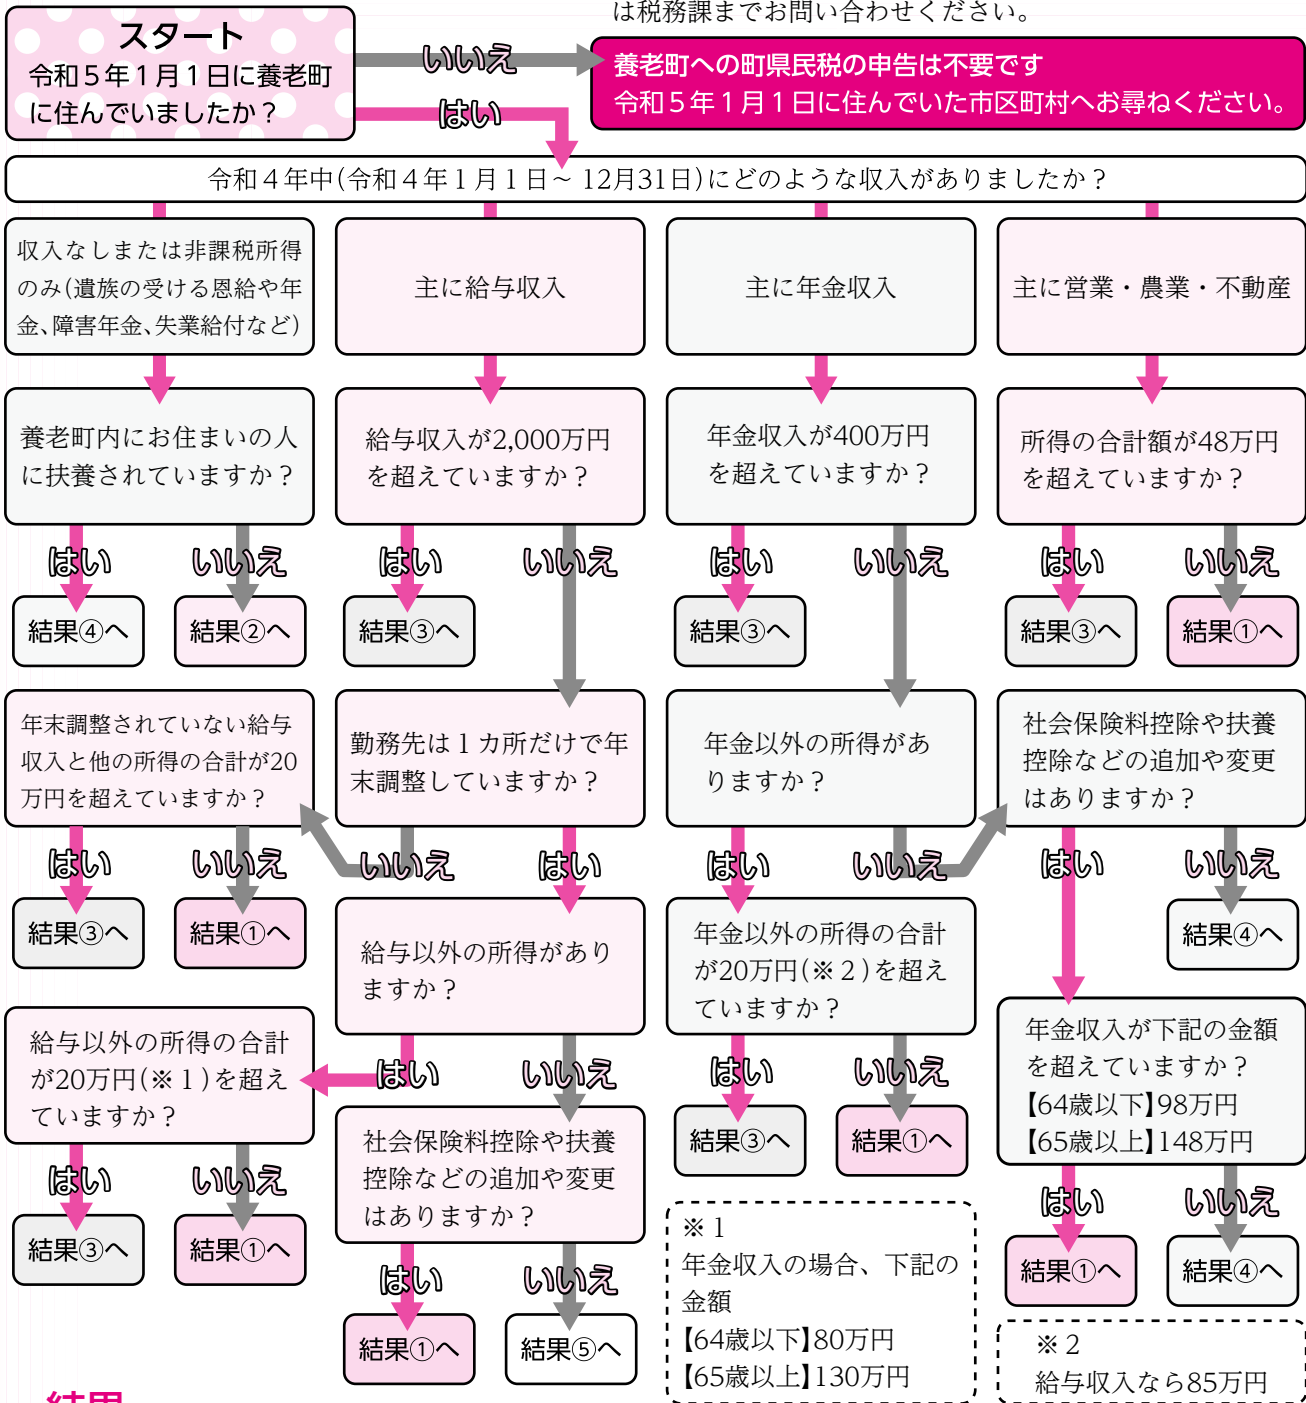 は税務課までお問い合わせください。
スタート
令和５年１月１日に養老町
に住んでいましたか？
いいえ
はい
養老町への町県民税の申告は不要です
令和５年１月１日に住んでいた市区町村へお尋ねください。
令和４年中(令和４年１月１日～12月31日)にどのような収入がありましたか？
収入なしまたは非課税所得
のみ(遺族の受ける恩給や年
金、障害年金、失業給付など)
主に給与収入
主に年金収入
主に営業・農業・不動産
養老町内にお住まいの人
に扶養されていますか？
給与収入が2,000万円
を超えていますか？
年金収入が400万円
を超えていますか？
所得の合計額が48万円
を超えていますか？
はい
いいえ
はい
いいえ
はい
いいえ
はい
いいえ
結果④へ
結果②へ
結果③へ
結果③へ
結果③へ
結果①へ
年末調整されていない給与
収入と他の所得の合計が20
万円を超えていますか？
勤務先は１カ所だけで年
末調整していますか？
年金以外の所得があ
りますか？
社会保険料控除や扶養
控除などの追加や変更
はありますか？
はい
いいえ
いいえ
はい
はい
いいえ
はい
いいえ
結果③へ
結果①へ
給与以外の所得があり
ますか？
年金以外の所得の合計
が20万円(※２)を超え
ていますか？
結果④へ
給与以外の所得の合計
が20万円(※１)を超え
ていますか？
はい
いいえ
はい
いいえ
年金収入が下記の金額
を超えていますか？
【64歳以下】98万円
【65歳以上】148万円
社会保険料控除や扶養
控除などの追加や変更
はありますか？
結果③へ
結果①へ
はい
いいえ
はい
いいえ
結果③へ
結果①へ
はい
いいえ
結果①へ
結果⑤へ
※１
年金収入の場合、下記の
金額
【64歳以下】80万円
【65歳以上】130万円
結果①へ
結果④へ
※２
給与収入なら85万円
結果